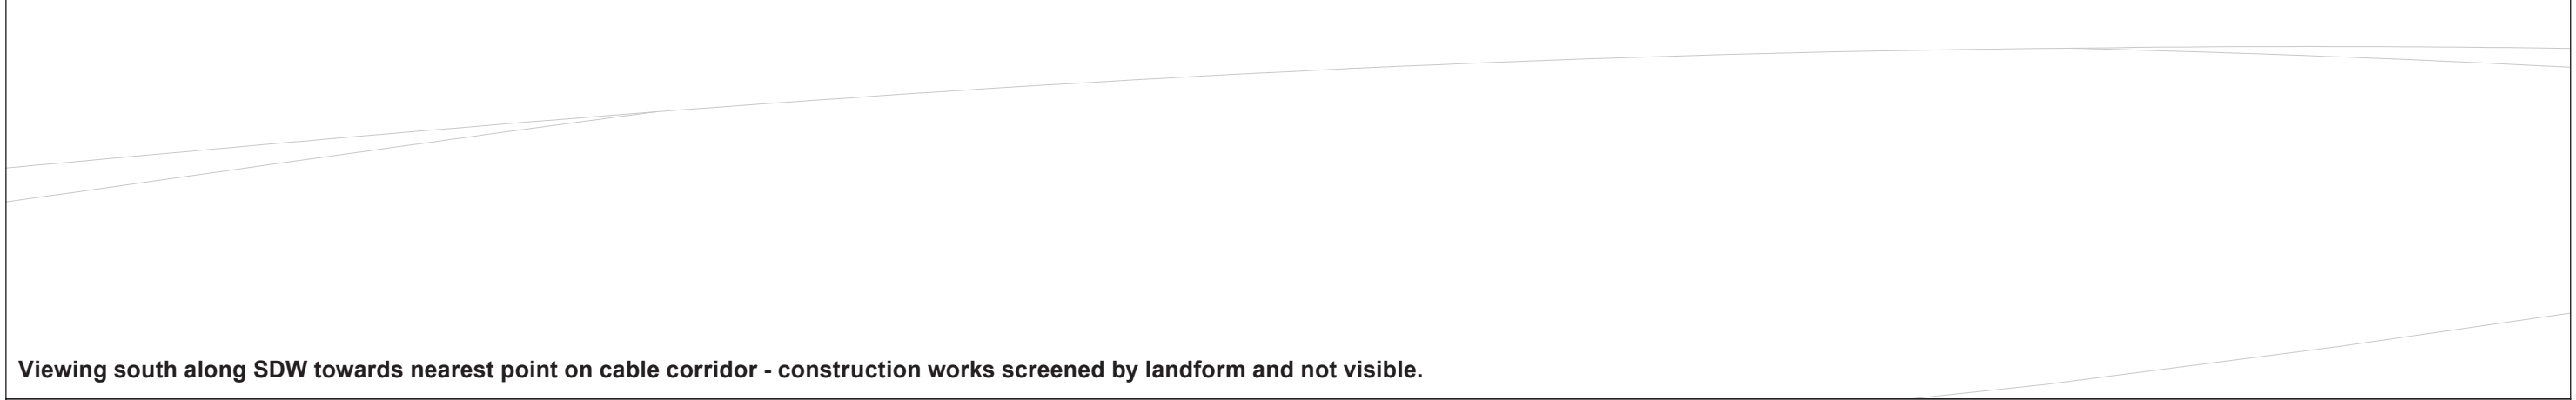 Viewing south along SDW towards nearest point on cable corridor - construction works screened by landform and not visible.